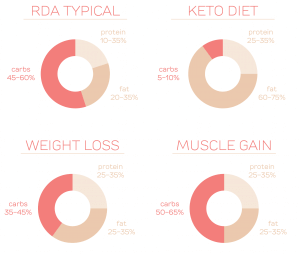 RDA TYPICAL
protein
10-35%
carbs
45-60%
fat
20-35%
KETO DIET
protein
25-35%
carbs
5-10%
fat
60-75%
WEIGHT LOSS
protein
25-35%
carbs
35-45%
fat
25-35%
MUSCLE GAIN
protein
25-35%
carbs
50-65%
fat
25-35%